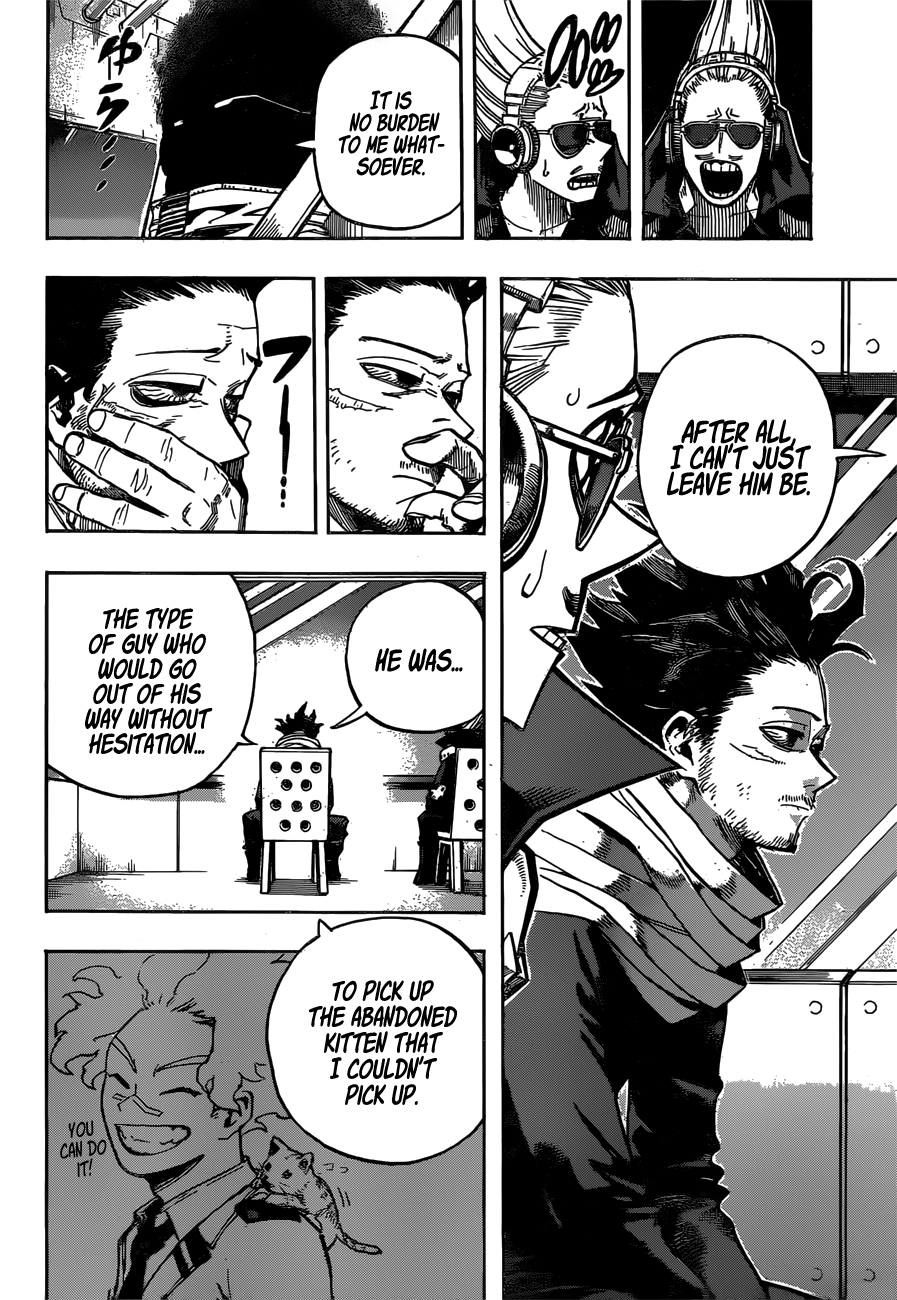 IT IS
NO BURDEN
TO ME WHAT-
SOEVER.
AFTER ALL,
I CAN'T JUST
LEAVE HIM BE.
フー…
HE WAS...
THE TYPE
OF GUY WHO
WOULD GO
OUT OF HIS
WAY WITHOUT
HESITATION...
TO PICK UP
THE ABANDONED
KITTEN THAT
I COULDN'T
PICK UP.
YOU
CAN DO
IT!